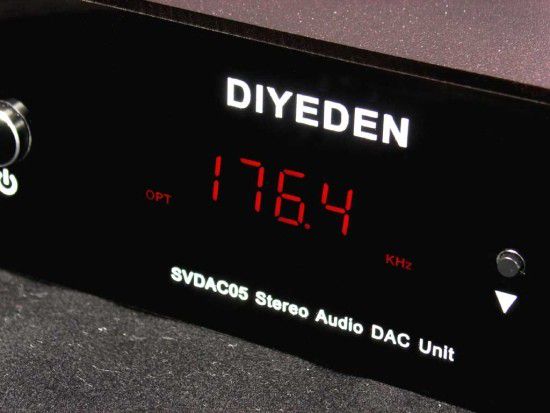 DIYEDEN
OPT 176.4 KHz
SVDAC05 Stereo Audio DAC Unit